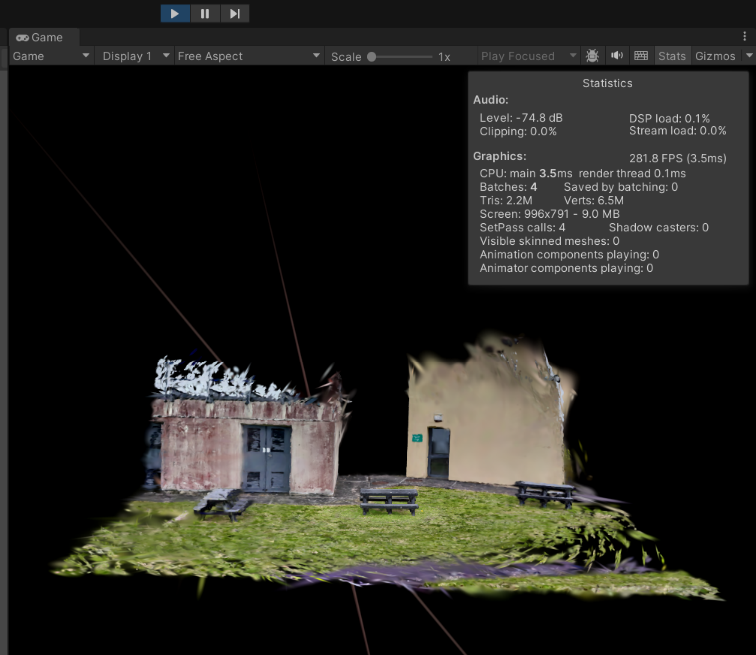 Game
Game Display 1 Free Aspect Scale 1x Play Focused Stats Gizmos
Statistics
Audio:
Level: -74.8 dB DSP load: 0.1%
Clipping: 0.0% Stream load: 0.0%
Graphics: 281.8 FPS (3.5ms)
CPU: main 3.5ms render thread 0.1ms
Batches: 4 Saved by batching: 0
Tris: 2.2M Verts: 6.5M
Screen: 996x791 - 9.0 MB
SetPass calls: 4 Shadow casters: 0
Visible skinned meshes: 0
Animation components playing: 0
Animator components playing: 0